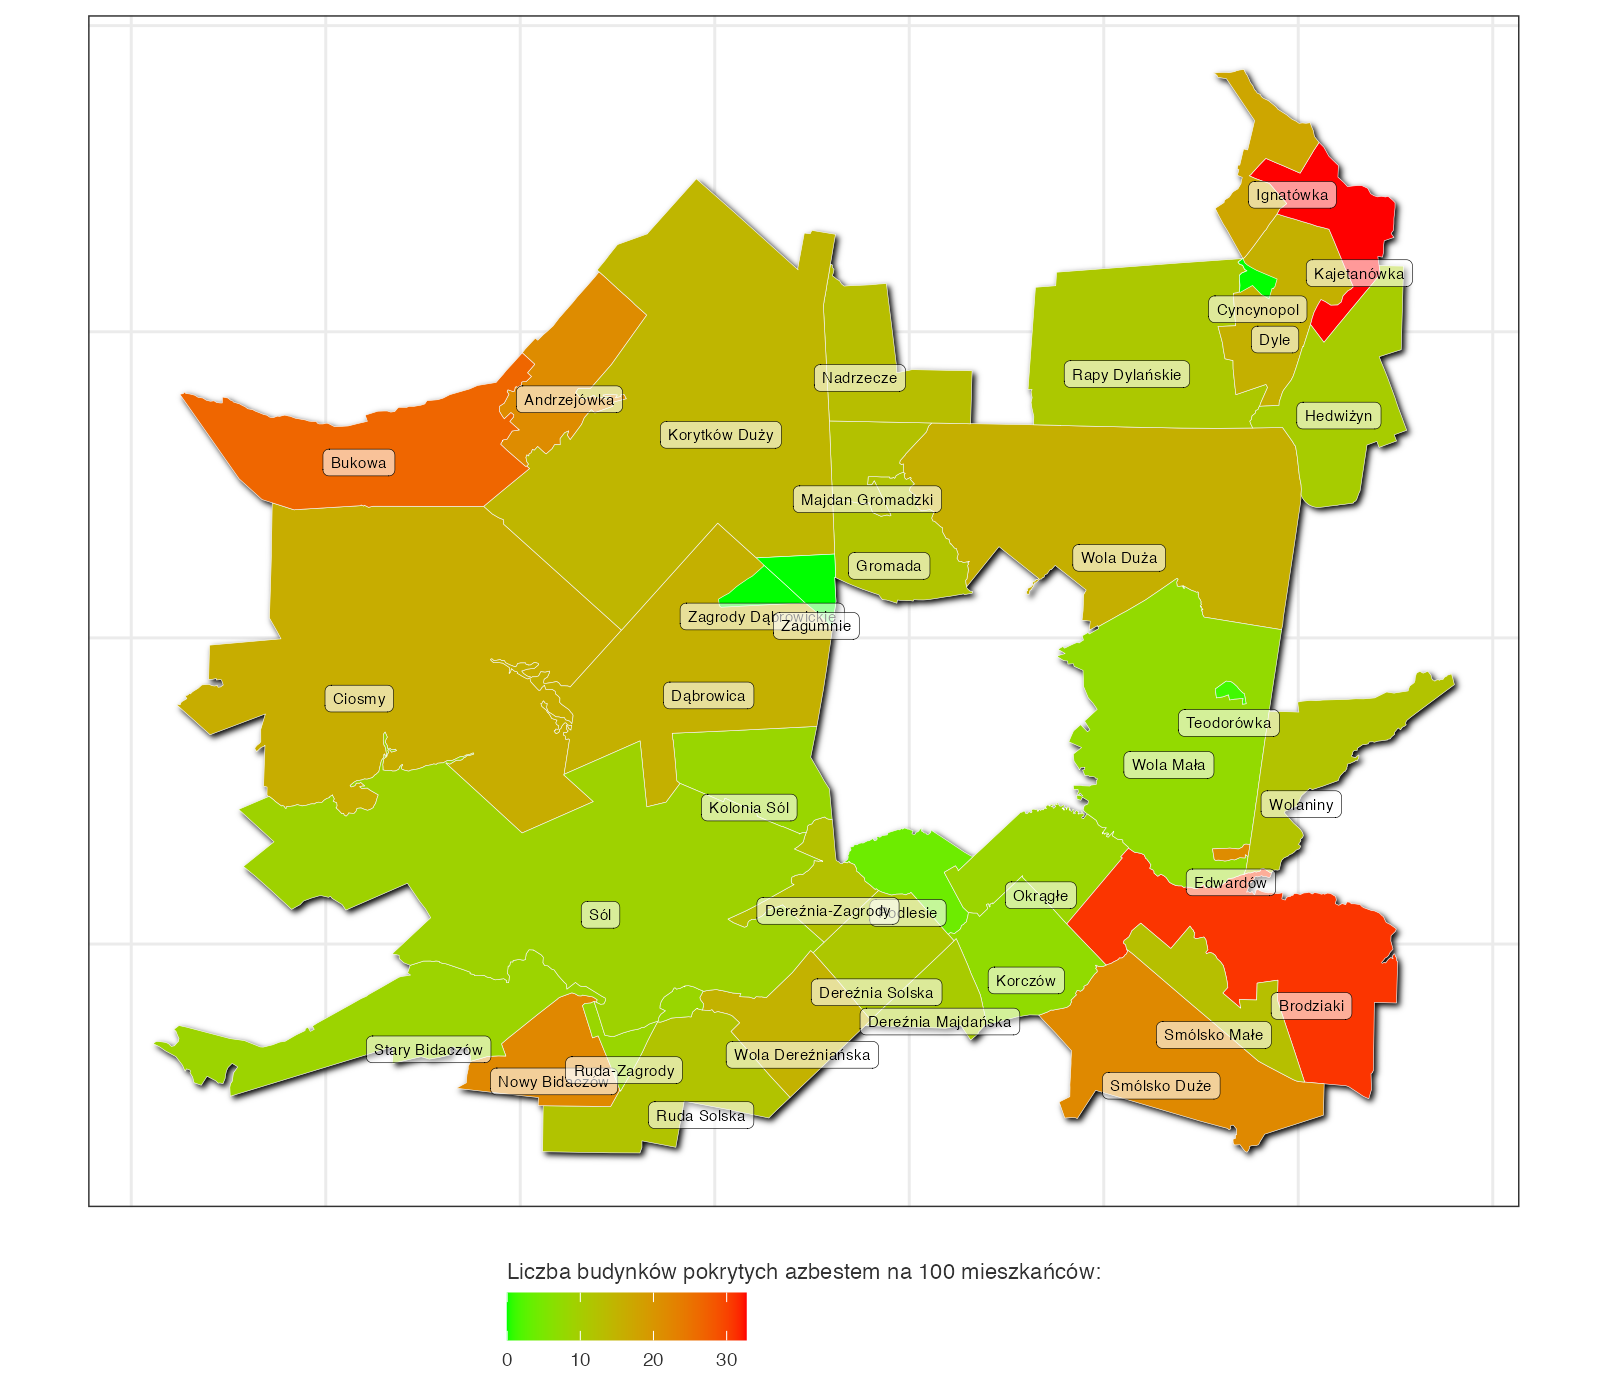 Ignatówka
Kajetanówka
Cyncynopol
Dyle
Rapy Dylańskie
Nadrzecze
Andrzejówka
Hedwiżyn
Korytków Duży
Bukowa
Majdan Gromadzki
Wola Duża
Gromada
Zagrody Dąbrowickie
Zagumnie
Dąbrowica
Ciosmy
Teodorówka
Wola Mała
Wolaniny
Kolonia Sól
Edwardów
Okrągłe
Dereźnia-Zagrody
Podlesie
Sól
Korczów
Dereźnia Solska
Brodziaki
Dereźnia Majdańska
Smólsko Małe
Stary Bidaczów
Wola Dereźniańska
Ruda-Zagrody
Nowy Bidaczów
Smólsko Duże
Ruda Solska
Liczba budynków pokrytych azbestem na 100 mieszkańców:
0 10 20 30